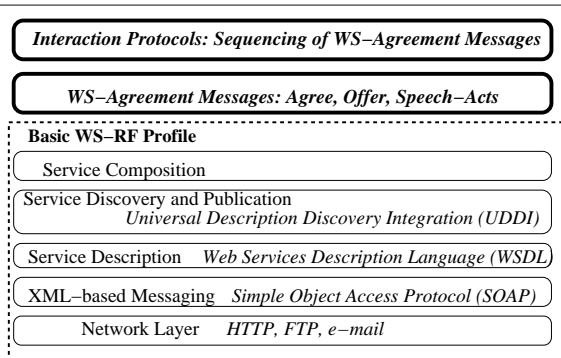 Interaction Protocols: Sequencing of WS−Agreement Messages
WS−Agreement Messages: Agree, Offer, Speech−Acts
Basic WS−RF Profile
Service Composition
Service Discovery and Publication
Universal Description Discovery Integration (UDDI)
Service Description Web Services Description Language (WSDL)
XML−based Messaging Simple Object Access Protocol (SOAP)
Network Layer HTTP, FTP, e−mail